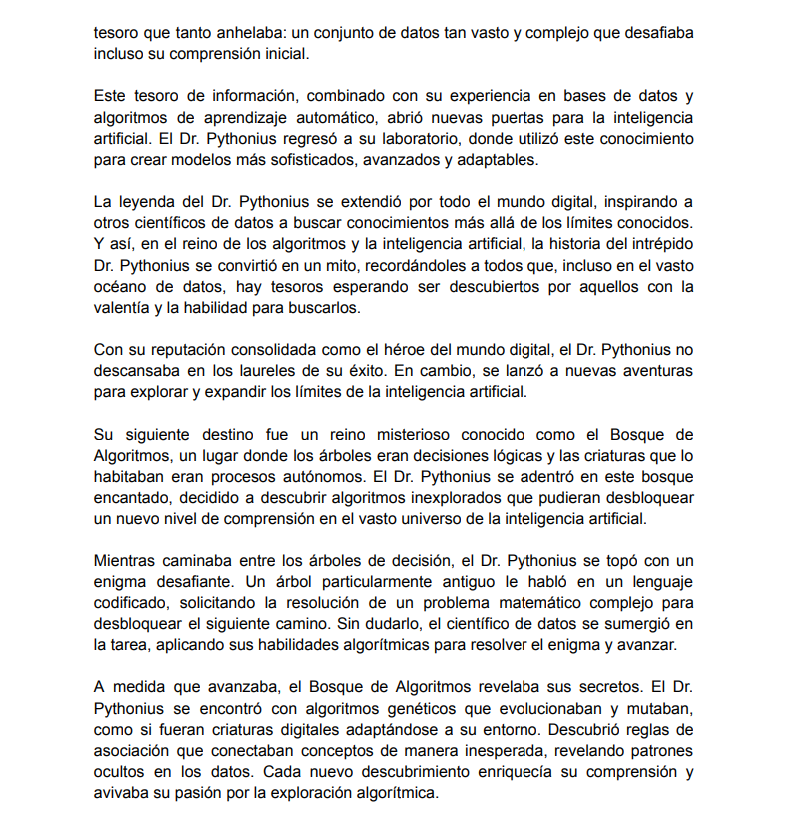 tesoro que tanto anhelaba: un conjunto de datos tan vasto y complejo que desafiaba
incluso su comprensión inicial.
Este tesoro de información, combinado con su experiencia en bases de datos y
algoritmos de aprendizaje automático, abrió nuevas puertas para la inteligencia
artificial. El Dr. Pythonius regresó a su laboratorio, donde utilizó este conocimiento
para crear modelos más sofisticados, avanzados y adaptables.
La leyenda del Dr. Pythonius se extendió por todo el mundo digital, inspirando a
otros científicos de datos a buscar conocimientos más allá de los límites conocidos.
Y así, en el reino de los algoritmos y la inteligencia artificial, la historia del intrépido
Dr. Pythonius se convirtió en un mito, recordándoles a todos que, incluso en el vasto
océano de datos, hay tesoros esperando ser descubiertos por aquellos con la
valentía y la habilidad para buscarlos.
Con su reputación consolidada como el héroe del mundo digital, el Dr. Pythonius no
descansaba en los laureles de su éxito. En cambio, se lanzó a nuevas aventuras
para explorar y expandir los límites de la inteligencia artificial.
Su siguiente destino fue un reino misterioso conocido como el Bosque de
Algoritmos, un lugar donde los árboles eran decisiones lógicas y las criaturas que lo
habitaban eran procesos autónomos. El Dr. Pythonius se adentró en este bosque
encantado, decidido a descubrir algoritmos inexplorados que pudieran desbloquear
un nuevo nivel de comprensión en el vasto universo de la inteligencia artificial.
Mientras caminaba entre los árboles de decisión, el Dr. Pythonius se topó con un
enigma desafiante. Un árbol particularmente antiguo le habló en un lenguaje
codificado, solicitando la resolución de un problema matemático complejo para
desbloquear el siguiente camino. Sin dudarlo, el científico de datos se sumergió en
la tarea, aplicando sus habilidades algorítmicas para resolver el enigma y avanzar.
A medida que avanzaba, el Bosque de Algoritmos revelaba sus secretos. El Dr.
Pythonius se encontró con algoritmos genéticos que evolucionaban y mutaban,
como si fueran criaturas digitales adaptándose a su entorno. Descubrió reglas de
asociación que conectaban conceptos de manera inesperada, revelando patrones
ocultos en los datos. Cada nuevo descubrimiento enriquecía su comprensión y
avivaba su pasión por la exploración algorítmica.